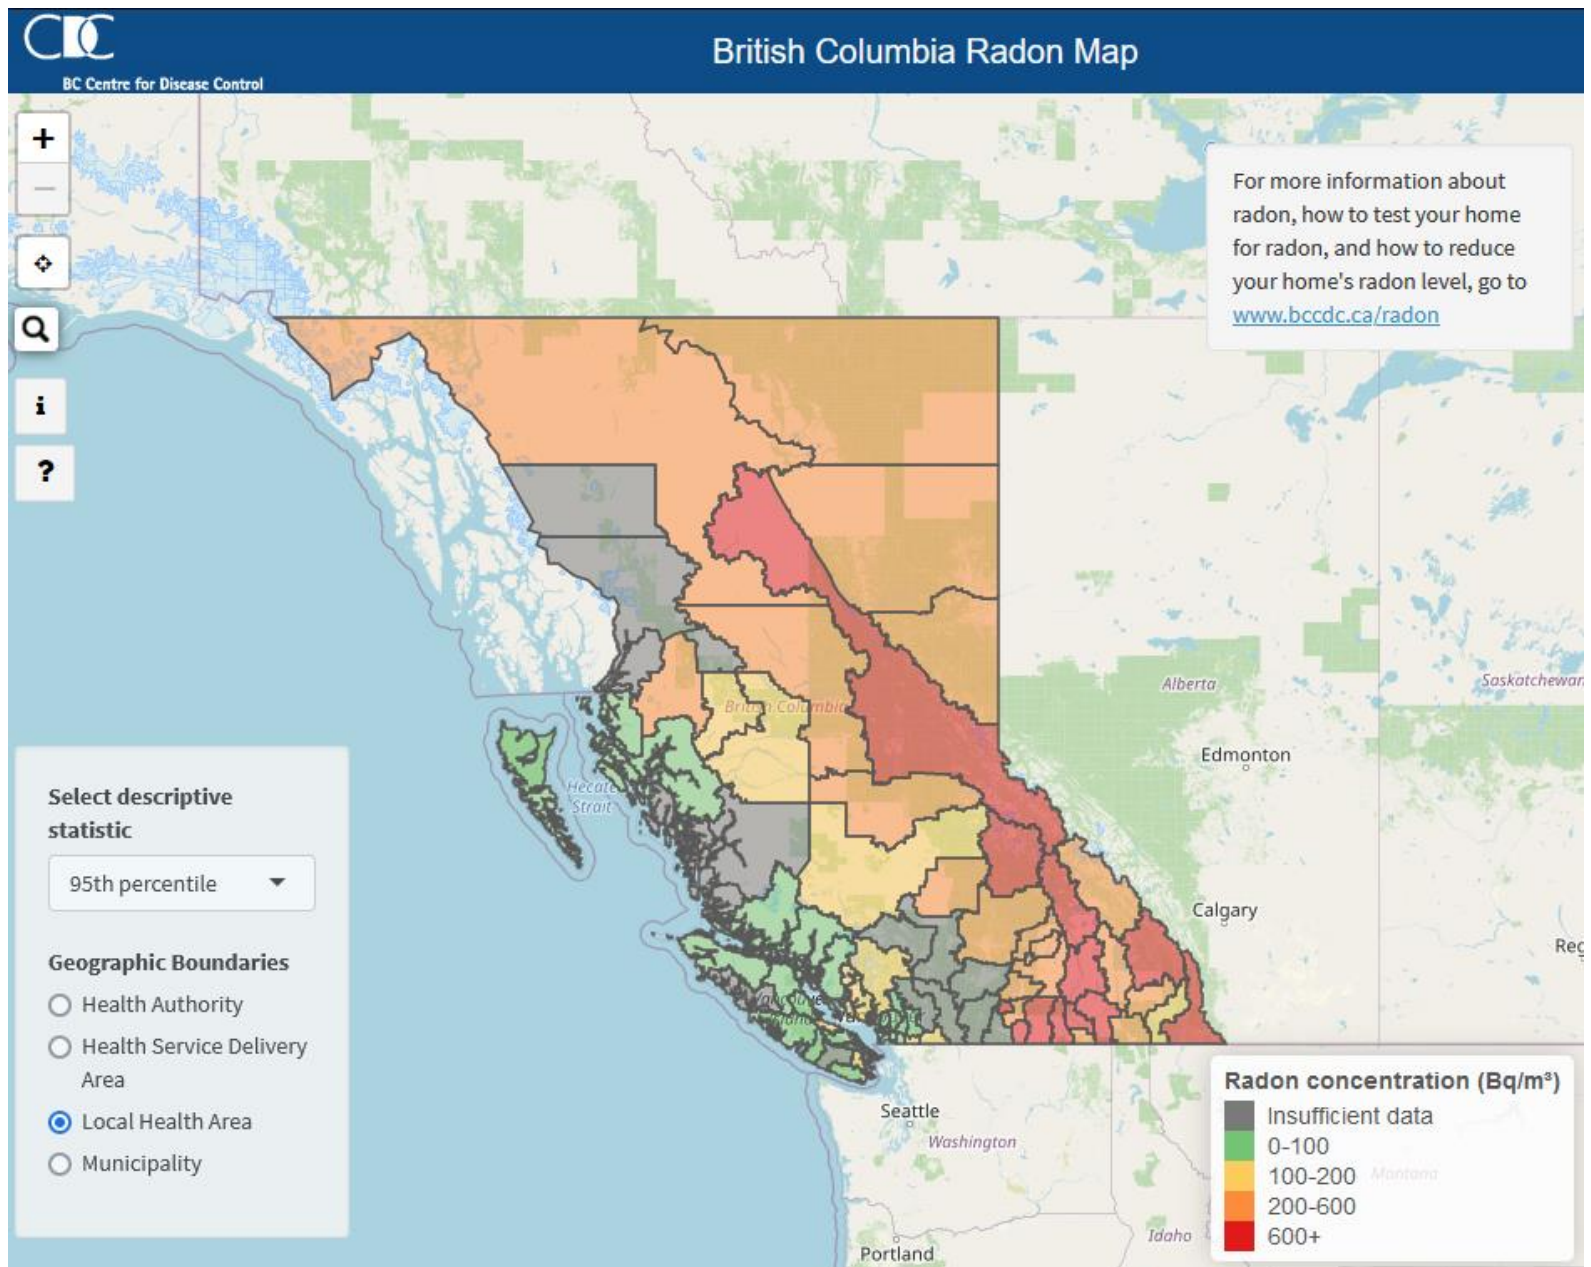 CDC
BC Centre for Disease Control
British Columbia Radon Map
+
−
i
?
For more information about
radon, how to test your home
for radon, and how to reduce
your home's radon level, go to
www.bccdc.ca/radon
British Columbia
Alberta
Saskatchewan
Edmonton
Hecate
Strait
Calgary
Reg
Vancouver
Island
Seattle
Washington
Montana
Idaho
Portland
Select descriptive
statistic
95th percentile
Geographic Boundaries
Health Authority
Health Service Delivery
Area
Local Health Area
Municipality
Radon concentration (Bq/m³)
Insufficient data
0-100
100-200
200-600
600+